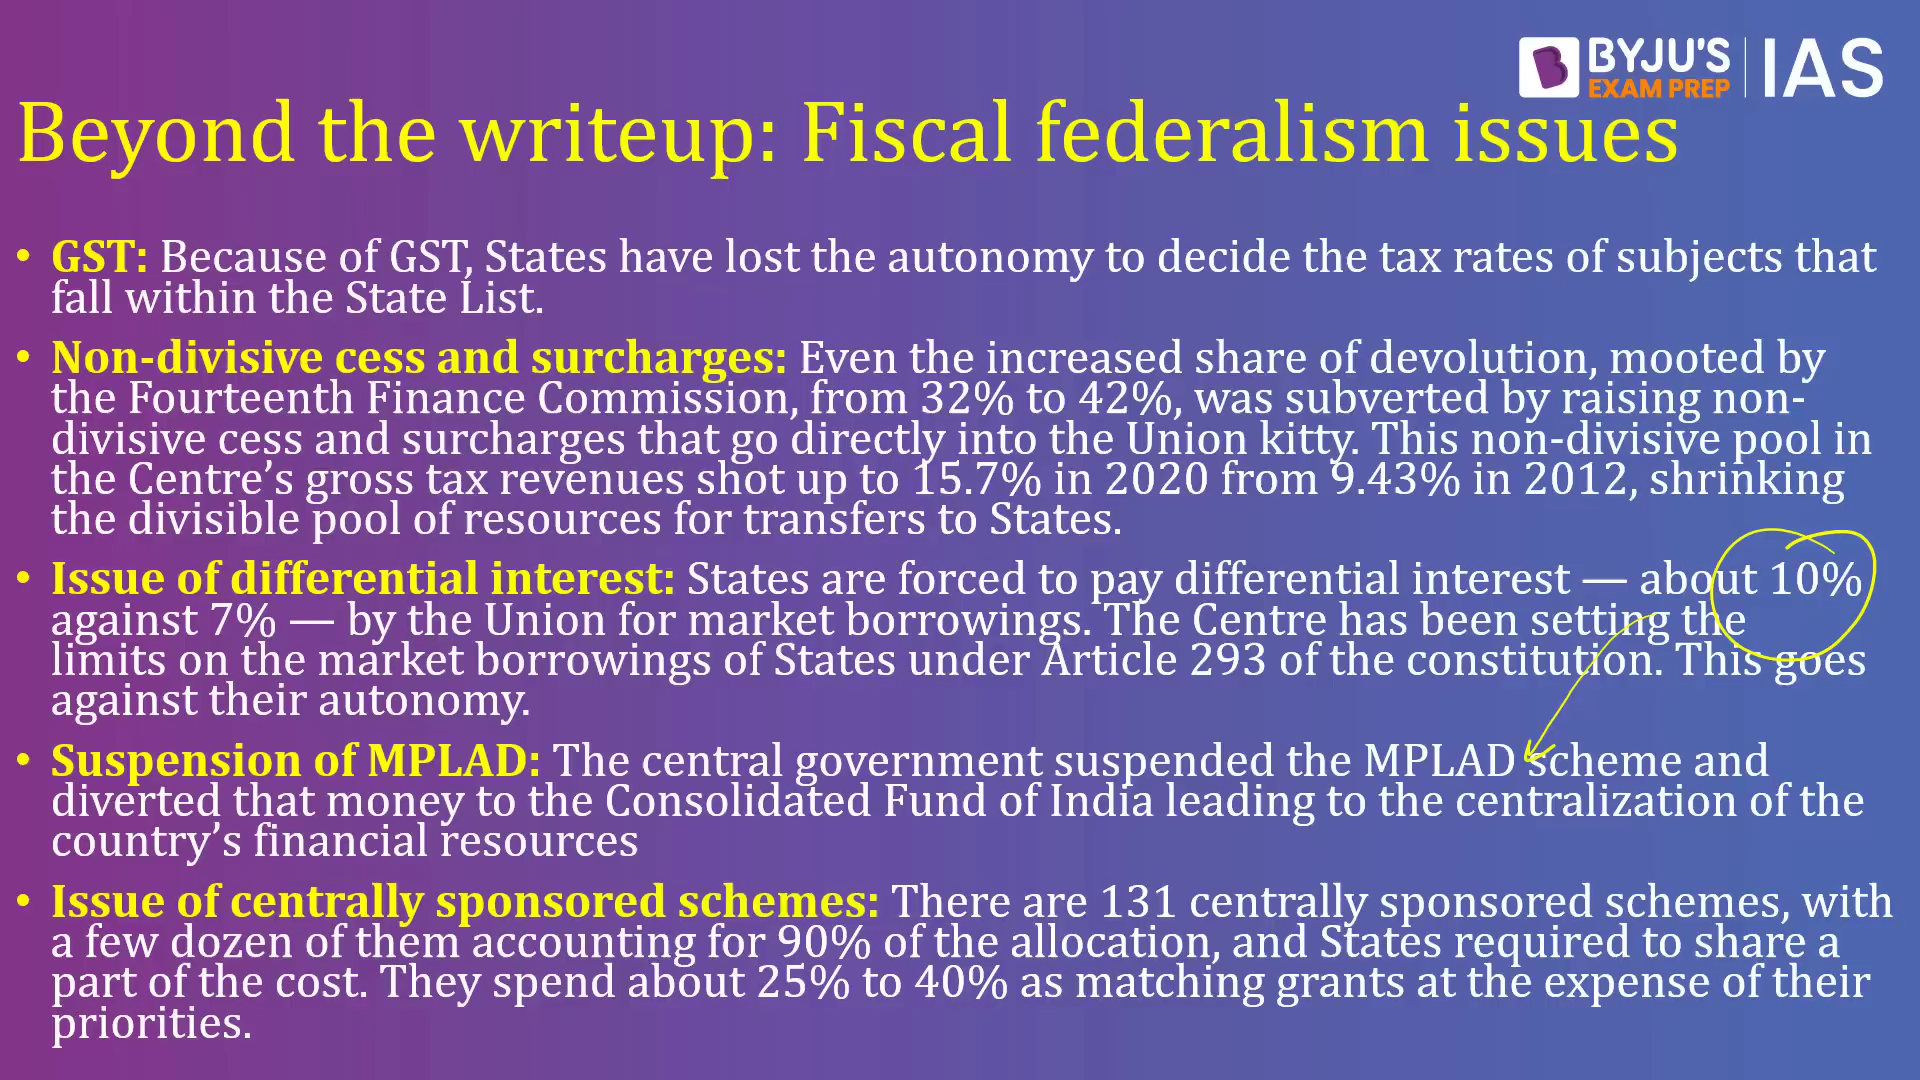 BYJU'S
EXAM PREP
IAS
Beyond the writeup: Fiscal federalism issues
• GST: Because of GST, States have lost the autonomy to decide the tax rates of subjects that
fall within the State List.
• Non-divisive cess and surcharges: Even the increased share of devolution, mooted by
the Fourteenth Finance Commission, from 32% to 42%, was subverted by raising non-
divisive cess and surcharges that go directly into the Union kitty. This non-divisive pool in
the Centre’s gross tax revenues shot up to 15.7% in 2020 from 9.43% in 2012, shrinking
the divisible pool of resources for transfers to States.
• Issue of differential interest: States are forced to pay differential interest — about 10%
against 7% — by the Union for market borrowings. The Centre has been setting the
limits on the market borrowings of States under Article 293 of the constitution. This goes
against their autonomy.
• Suspension of MPLAD: The central government suspended the MPLAD scheme and
diverted that money to the Consolidated Fund of India leading to the centralization of the
country’s financial resources
• Issue of centrally sponsored schemes: There are 131 centrally sponsored schemes, with
a few dozen of them accounting for 90% of the allocation, and States required to share a
part of the cost. They spend about 25% to 40% as matching grants at the expense of their
priorities.